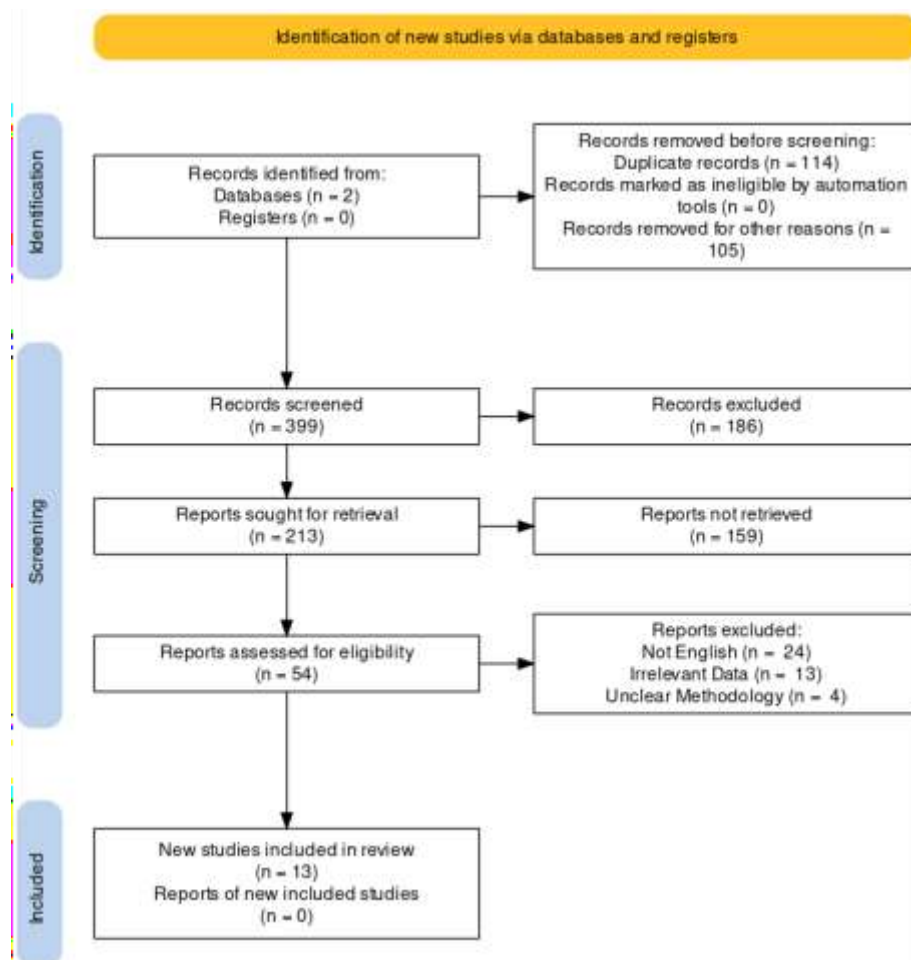 Identification of new studies via databases and registers
Identification
Records identified from:
Databases (n = 2)
Registers (n = 0)
Records removed before screening:
Duplicate records (n = 114)
Records marked as ineligible by automation
tools (n = 0)
Records removed for other reasons (n =
105)
Screening
Records screened
(n = 399)
Records excluded
(n = 186)
Reports sought for retrieval
(n = 213)
Reports not retrieved
(n = 159)
Reports assessed for eligibility
(n = 54)
Reports excluded:
Not English (n = 24)
Irrelevant Data (n = 13)
Unclear Methodology (n = 4)
Included
New studies included in review
(n = 13)
Reports of new included studies
(n = 0)